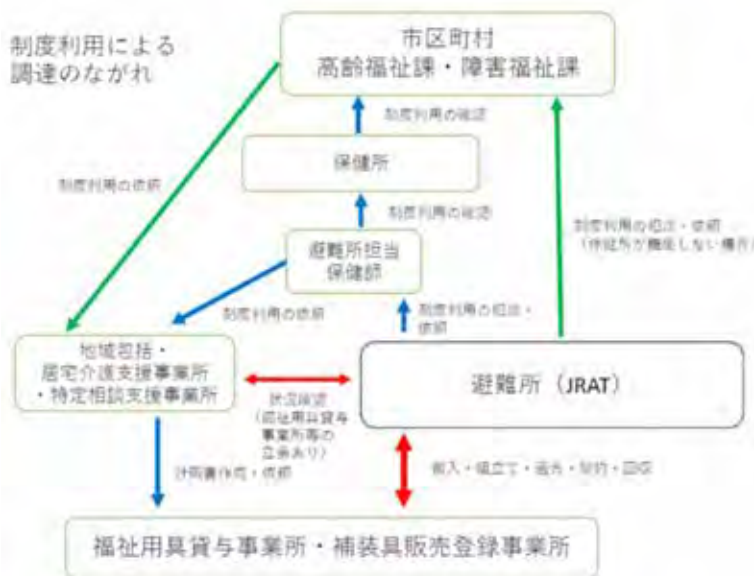 制度利用による
調達のながれ
市区町村
高齢福祉課・障害福祉課
制度利用の確認
保健所
制度利用の依頼
制度利用の確認
制度利用の相談・依頼
（保健所が機能しない場合）
避難所担当
保健師
制度利用の依頼
制度利用の相談・
依頼
地域包括・
居宅介護支援事業所
・特定相談支援事業所
避難所（JRAT）
状況確認
（福祉用具貸与
事業所等の
立会あり）
計画書作成・依頼
搬入・組立て・適合・契約・回収
福祉用具貸与事業所・補装具販売登録事業所